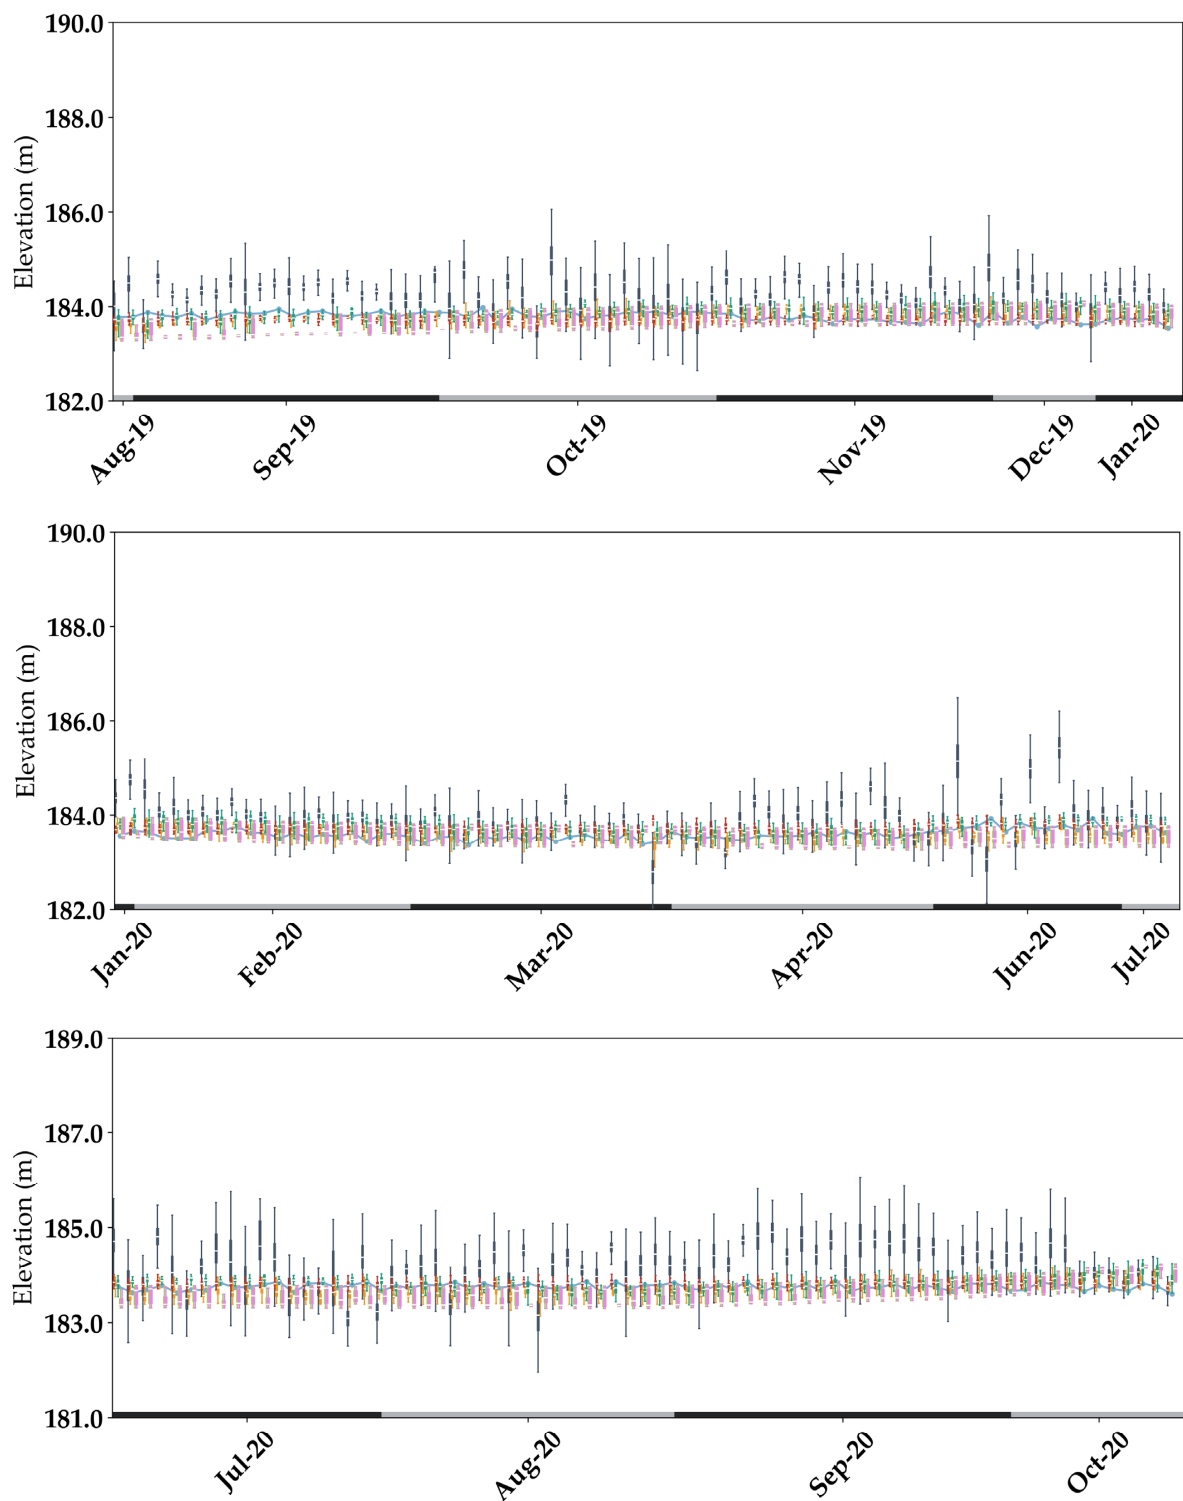 190.0
188.0
186.0
184.0
182.0
Elevation (m)
Aug-19
Sep-19
Oct-19
Nov-19
Dec-19
Jan-20
190.0
188.0
186.0
184.0
182.0
Elevation (m)
Jan-20
Feb-20
Mar-20
Apr-20
Jun-20
Jul-20
189.0
187.0
185.0
183.0
181.0
Elevation (m)
Jul-20
Aug-20
Sep-20
Oct-20